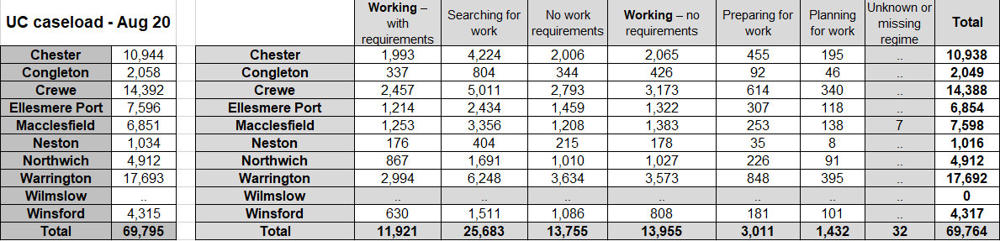 UC caseload - Aug 20 | Working – with requirements | Searching for work | No work requirements | Working – no requirements | Preparing for work | Planning for work | Unknown or missing regime | Total
Chester 10,944 Chester 1,993 4,224 2,006 2,065 455 195 .. 10,938
Congleton 2,058 Congleton 337 804 344 426 92 46 .. 2,049
Crewe 14,392 Crewe 2,457 5,011 2,793 3,173 614 340 .. 14,388
Ellesmere Port 7,596 Ellesmere Port 1,214 2,434 1,459 1,322 307 118 .. 6,854
Macclesfield 6,851 Macclesfield 1,253 3,356 1,208 1,383 253 138 7 7,598
Neston 1,034 Neston 176 404 215 178 35 8 .. 1,016
Northwich 4,912 Northwich 867 1,691 1,010 1,027 226 91 .. 4,912
Warrington 17,693 Warrington 2,994 6,248 3,634 3,573 848 395 .. 17,692
Wilmslow .. Wilmslow .. .. .. .. .. .. .. 0
Winsford 4,315 Winsford 630 1,511 1,086 808 181 101 .. 4,317
Total 69,795 Total 11,921 25,683 13,755 13,955 3,011 1,432 32 69,764